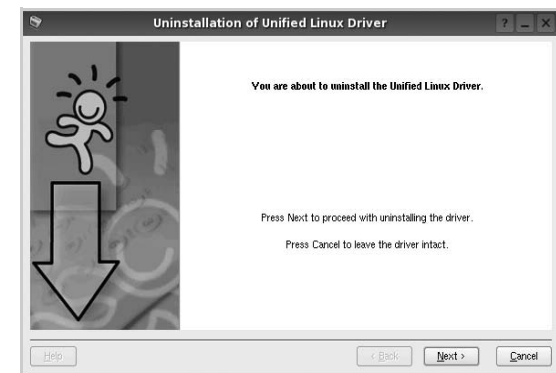 Uninstallation of Unified Linux Driver
You are about to uninstall the Unified Linux Driver.
Press Next to proceed with uninstalling the driver.
Press Cancel to leave the driver intact.
Help
< Back
Next >
Cancel